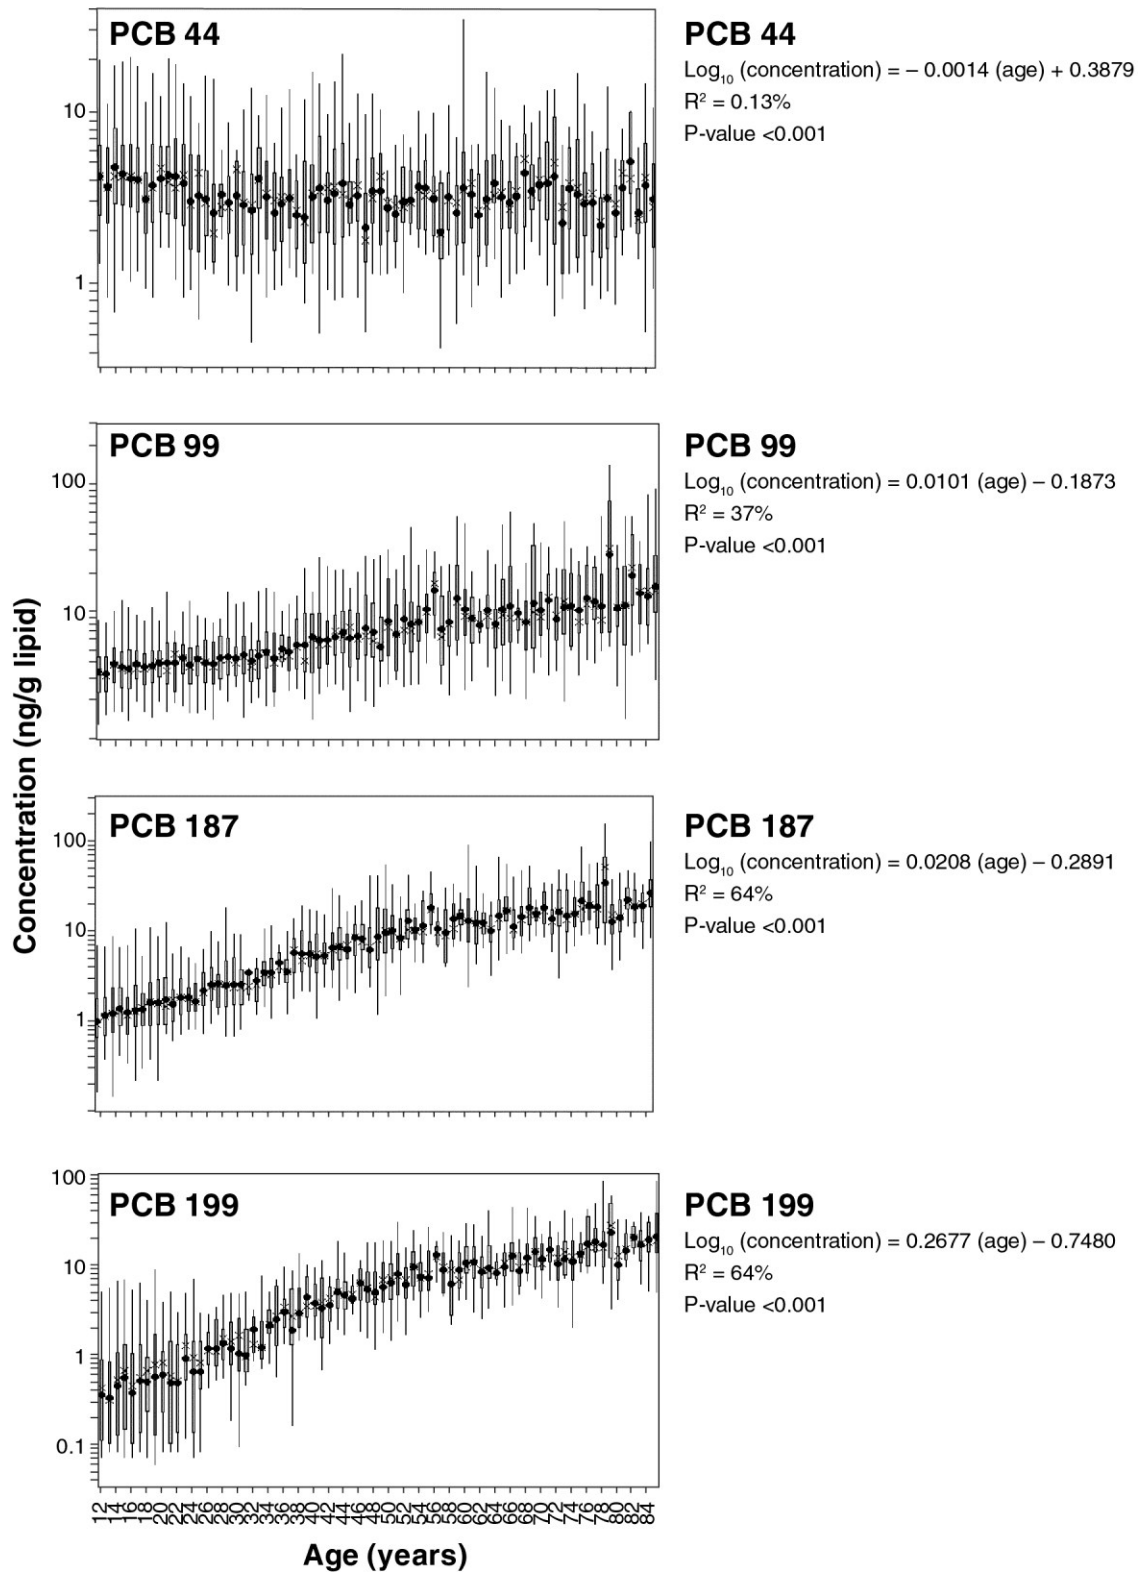 PCB 44
10
1
PCB 44
Log10 (concentration) = – 0.0014 (age) + 0.3879
R2 = 0.13%
P-value <0.001
PCB 99
100
10
PCB 99
Log10 (concentration) = 0.0101 (age) – 0.1873
R2 = 37%
P-value <0.001
Concentration (ng/g lipid)
PCB 187
100
10
1
PCB 187
Log10 (concentration) = 0.0208 (age) – 0.2891
R2 = 64%
P-value <0.001
PCB 199
100
10
1
0.1
PCB 199
Log10 (concentration) = 0.2677 (age) – 0.7480
R2 = 64%
P-value <0.001
12 14 16 18 20 22 24 26 28 30 32 34 36 38 40 42 44 46 48 50 52 54 56 58 60 62 64 66 68 70 72 74 76 78 80 82 84
Age (years)